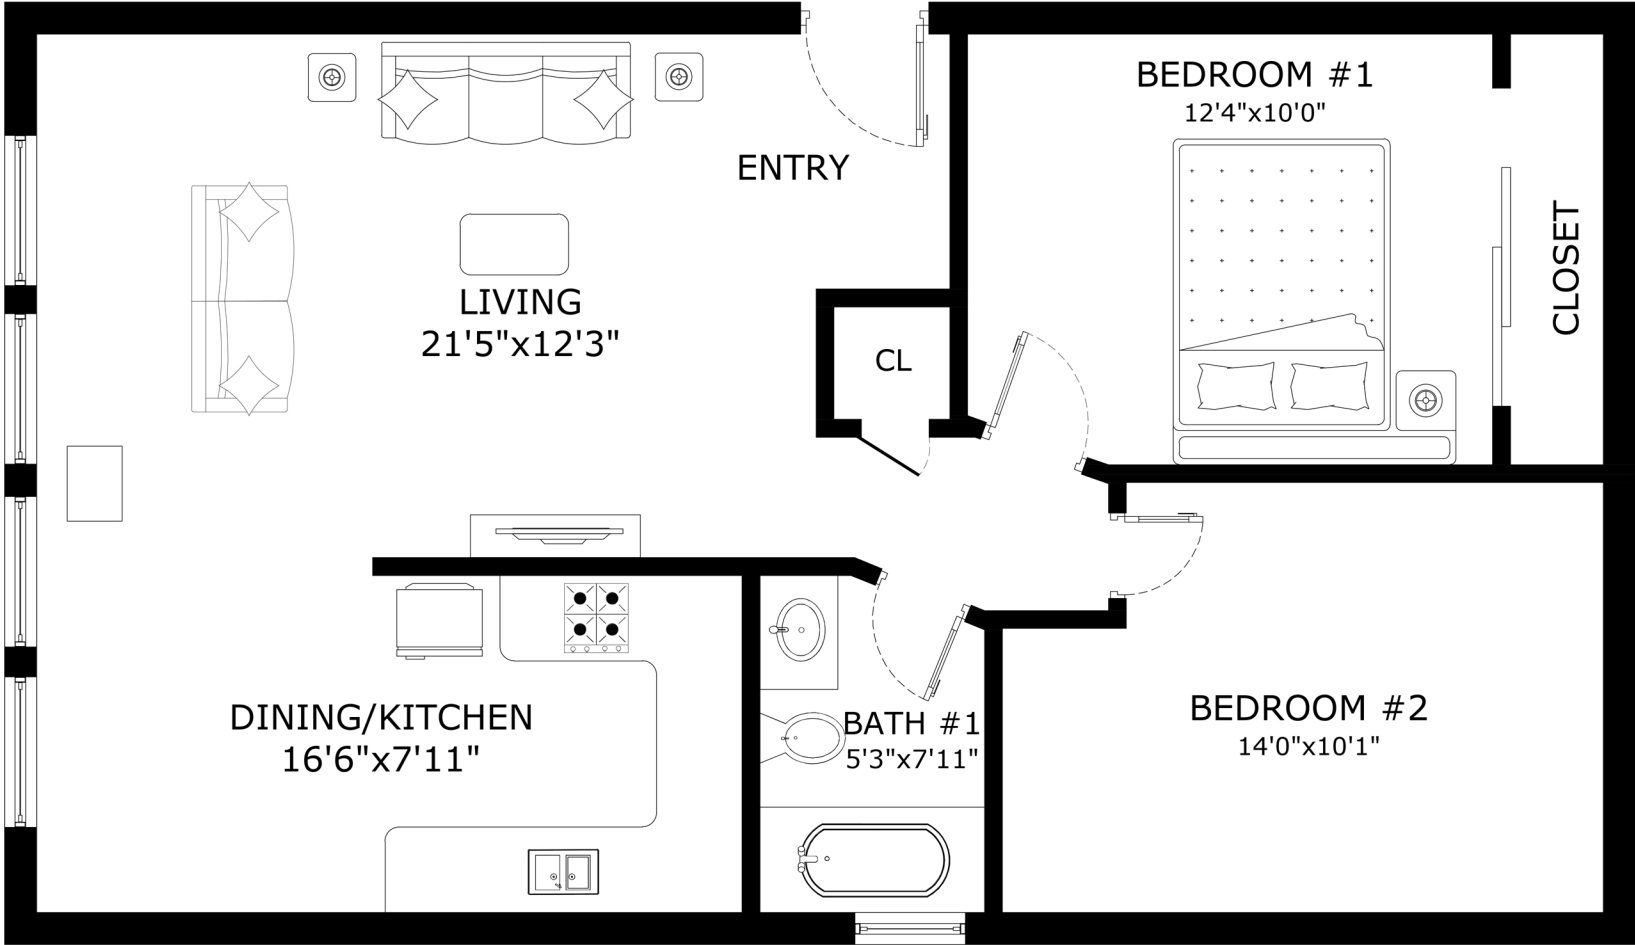 BEDROOM #1
12'4"x10'0"
ENTRY
CLOSET
LIVING
21'5"x12'3"
CL
DINING/KITCHEN
16'6"x7'11"
BATH #1
5'3"x7'11"
BEDROOM #2
14'0"x10'1"